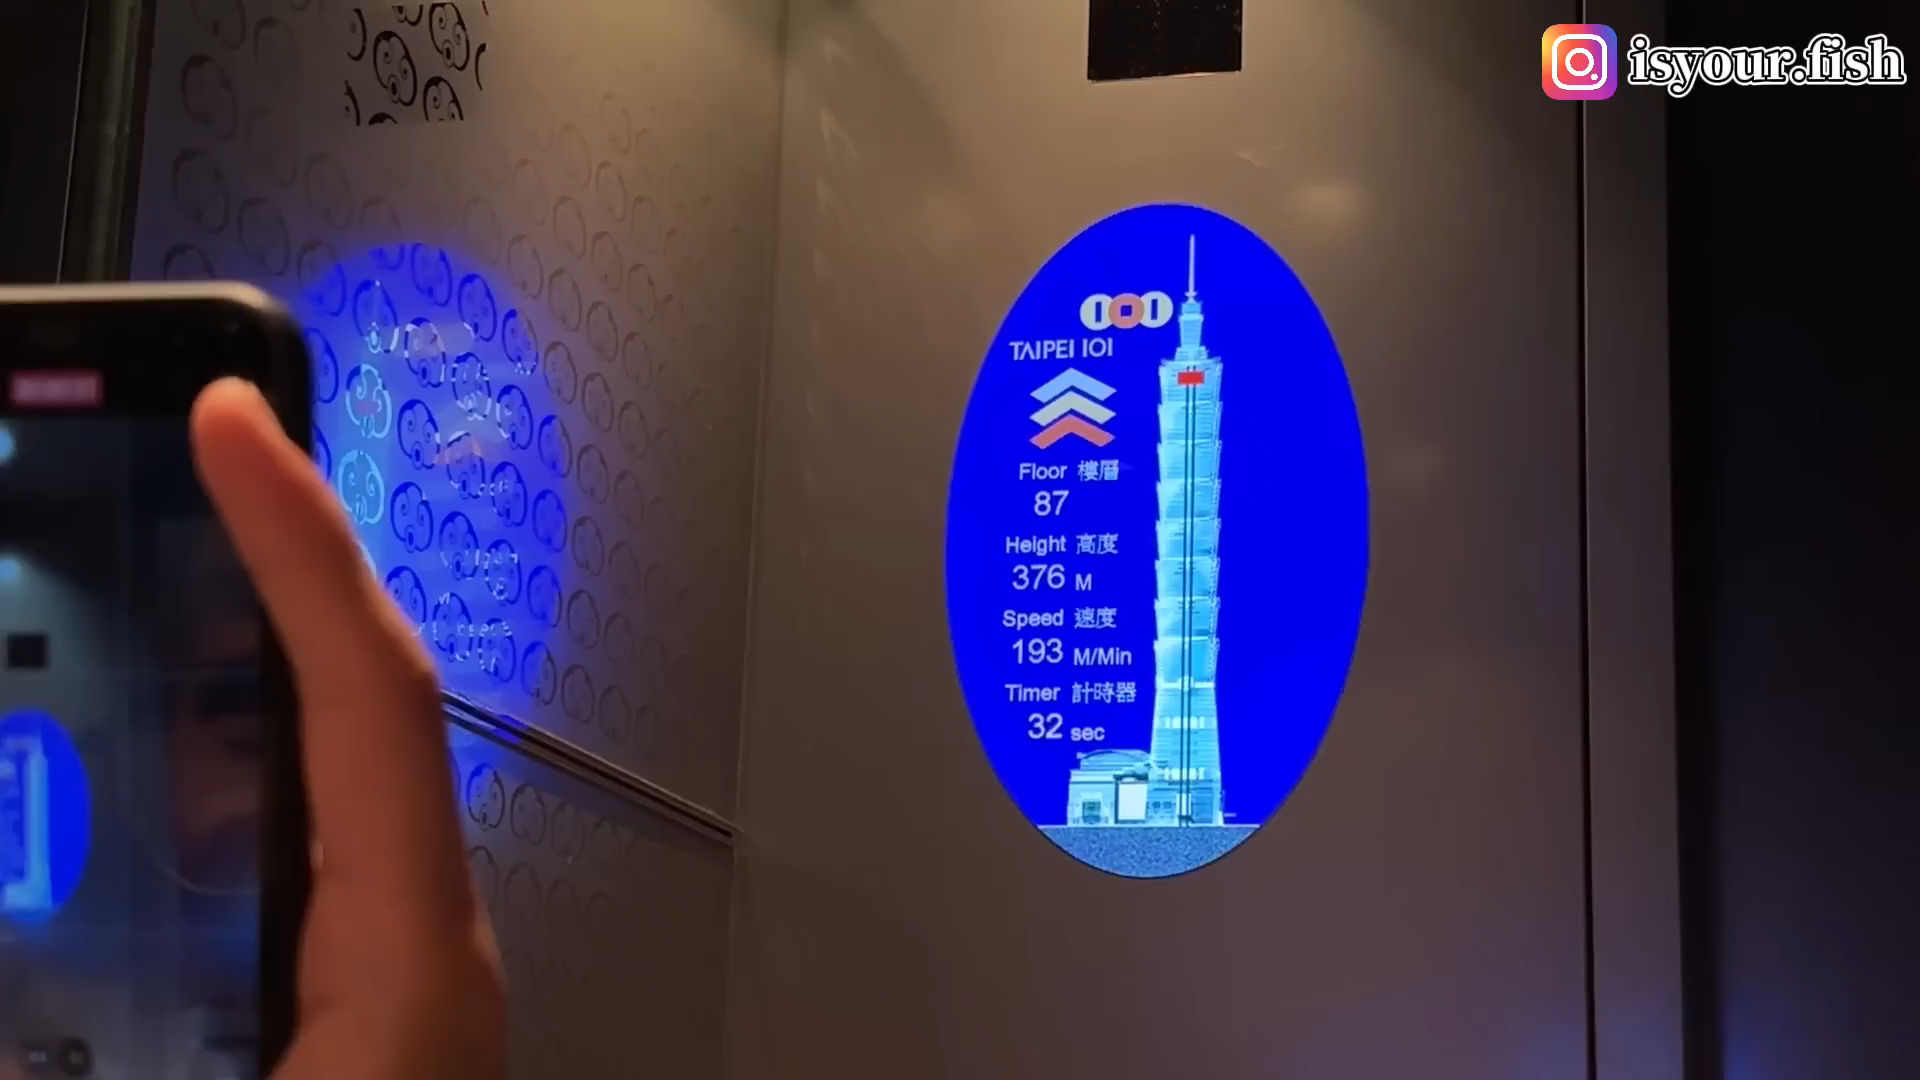 isyour.fish
TAIPEI 101
Floor 樓層
87
Height 高度
376 M
Speed 速度
193 M/Min
Timer 計時器
32 sec